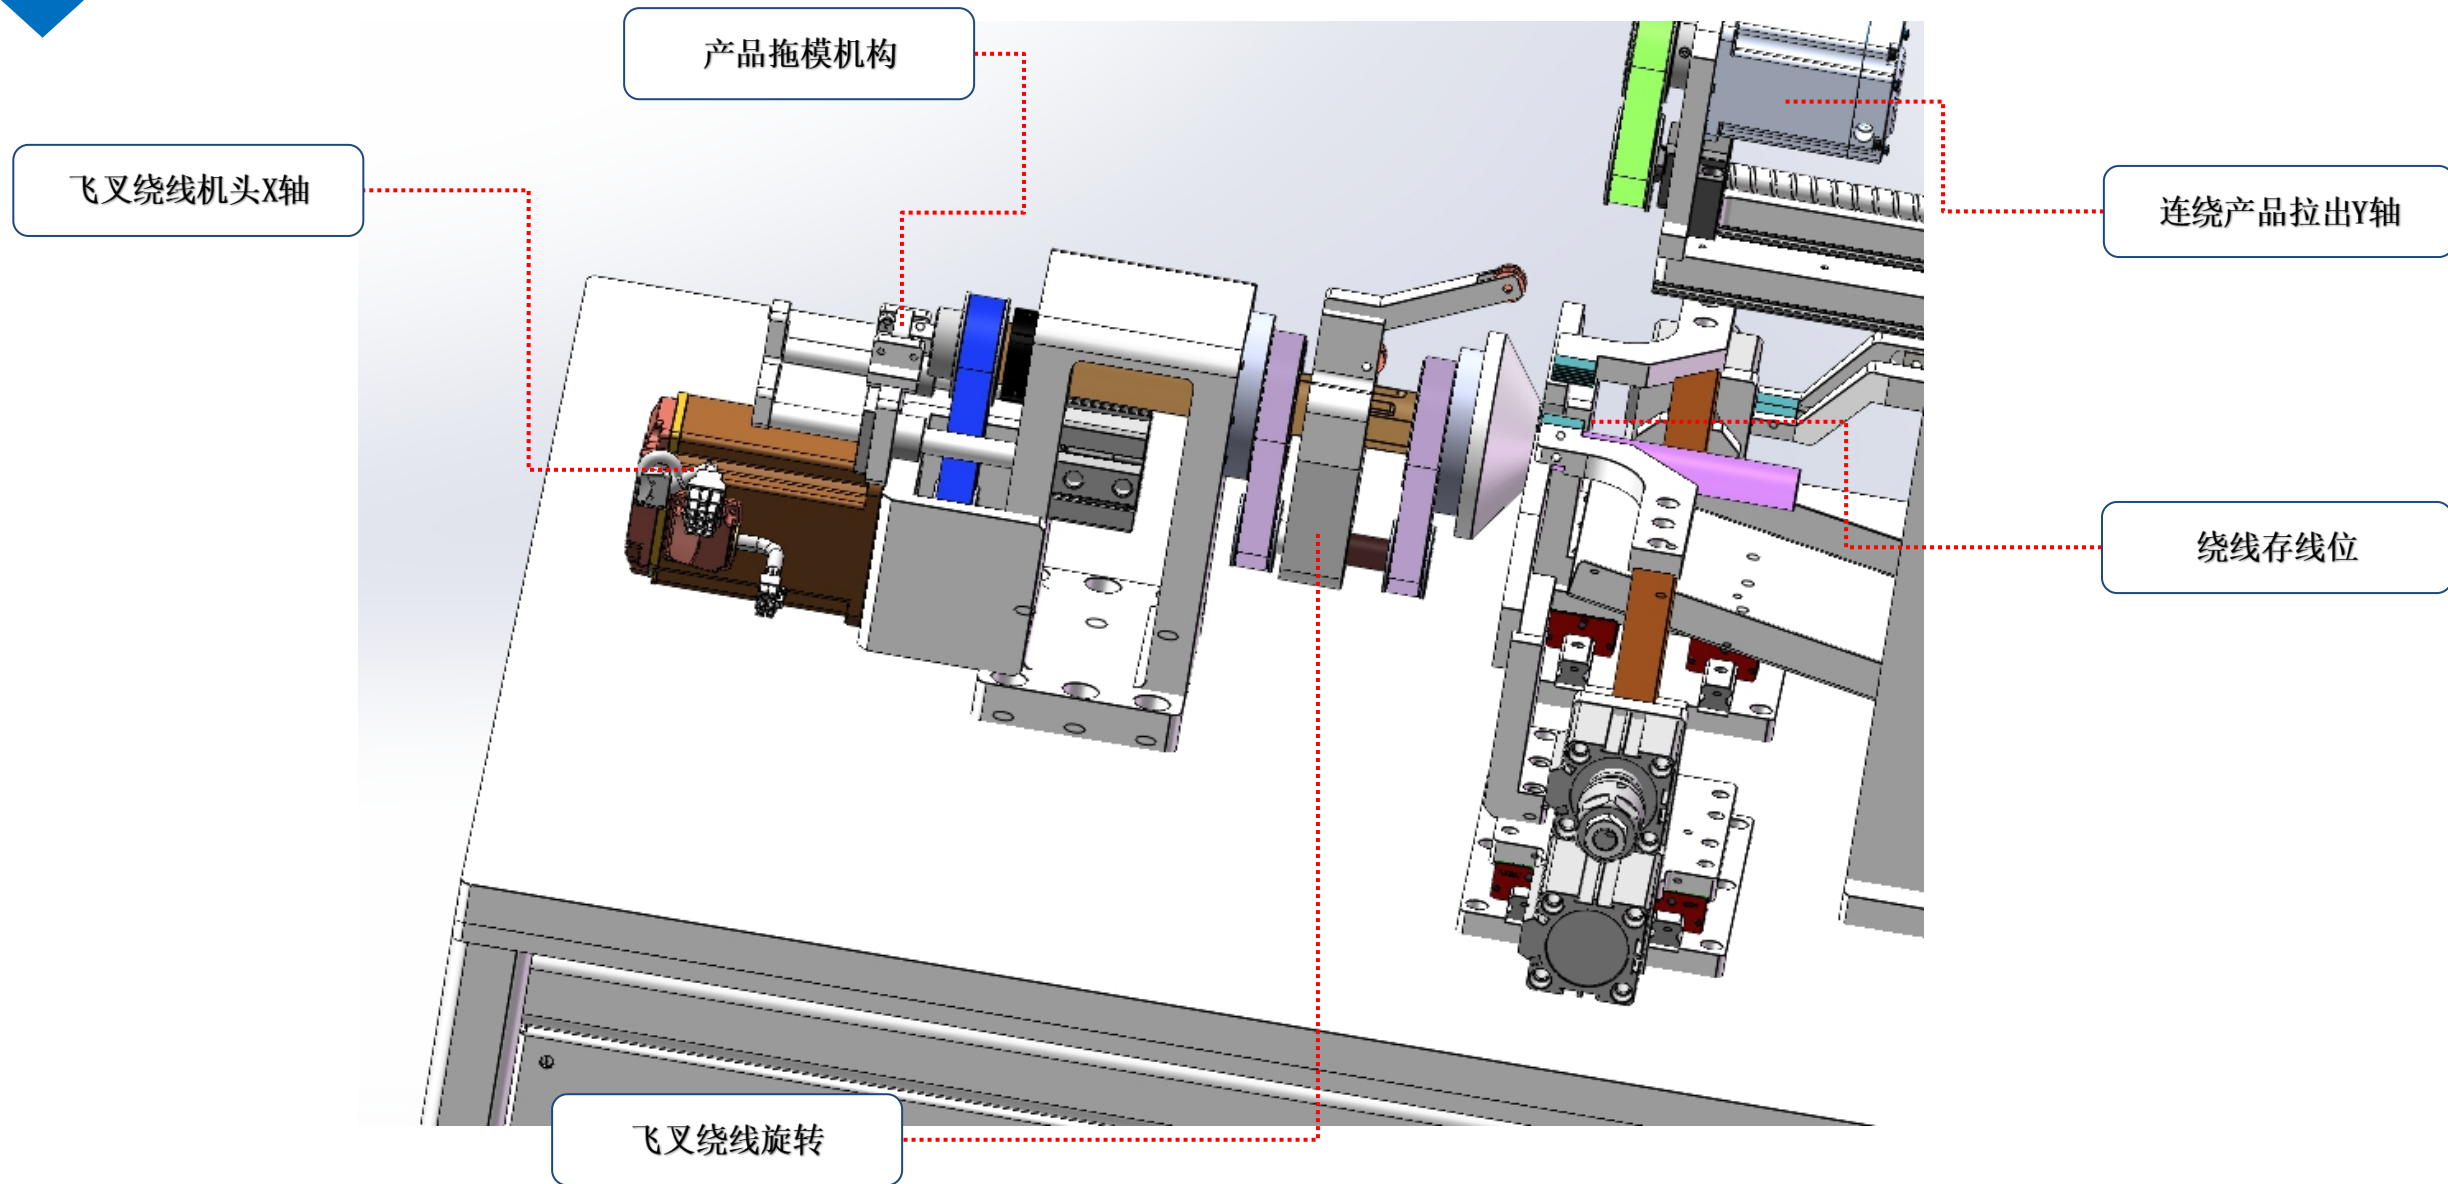 产品拖模机构
飞叉绕线机头X轴
连绕产品拉出Y轴
绕线存线位
飞叉绕线旋转